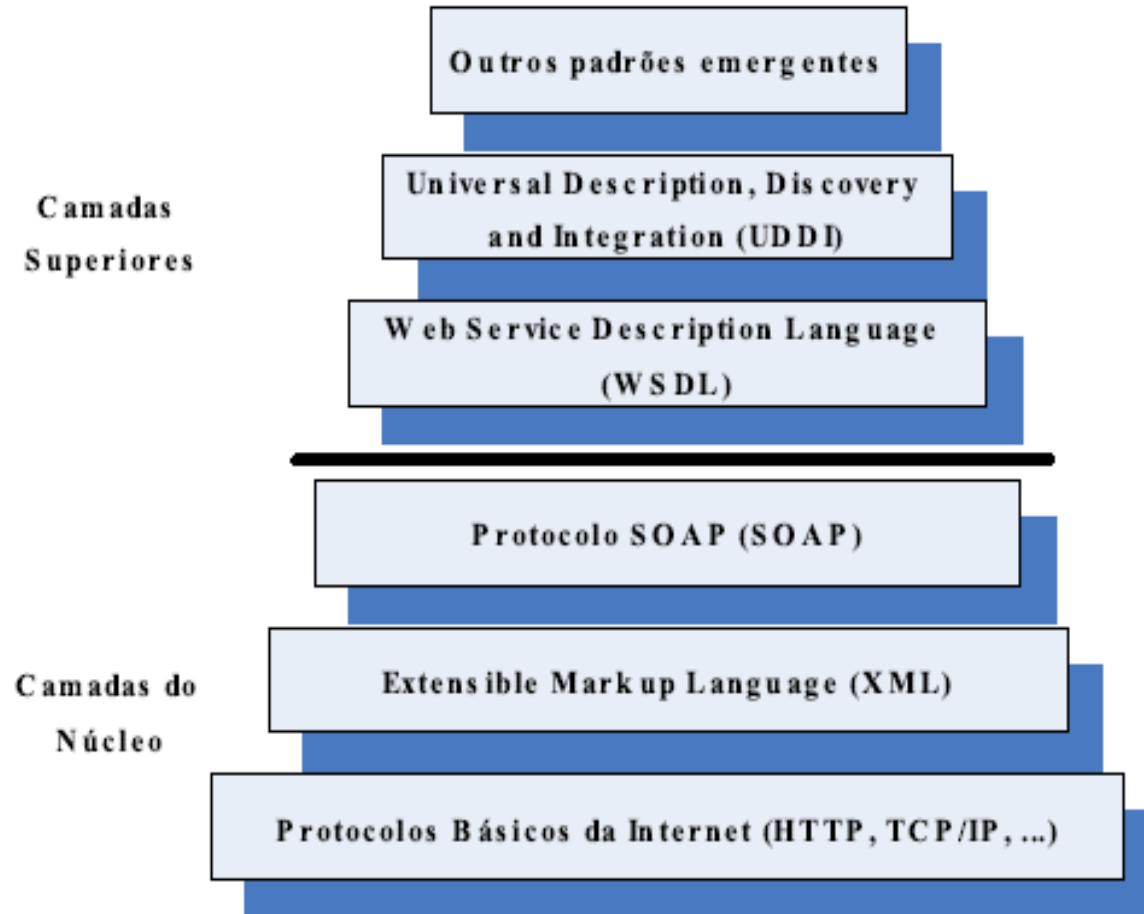 Outros padrões emergentes
Camadas
Superiores
Universal Description, Discovery
and Integration (UDDI)
Web Service Description Language
(WSDL)
Protocolo SOAP (SOAP)
Camadas do
Núcleo
Extensible Markup Language (XML)
Protocolos Básicos da Internet (HTTP, TCP/IP, ...)